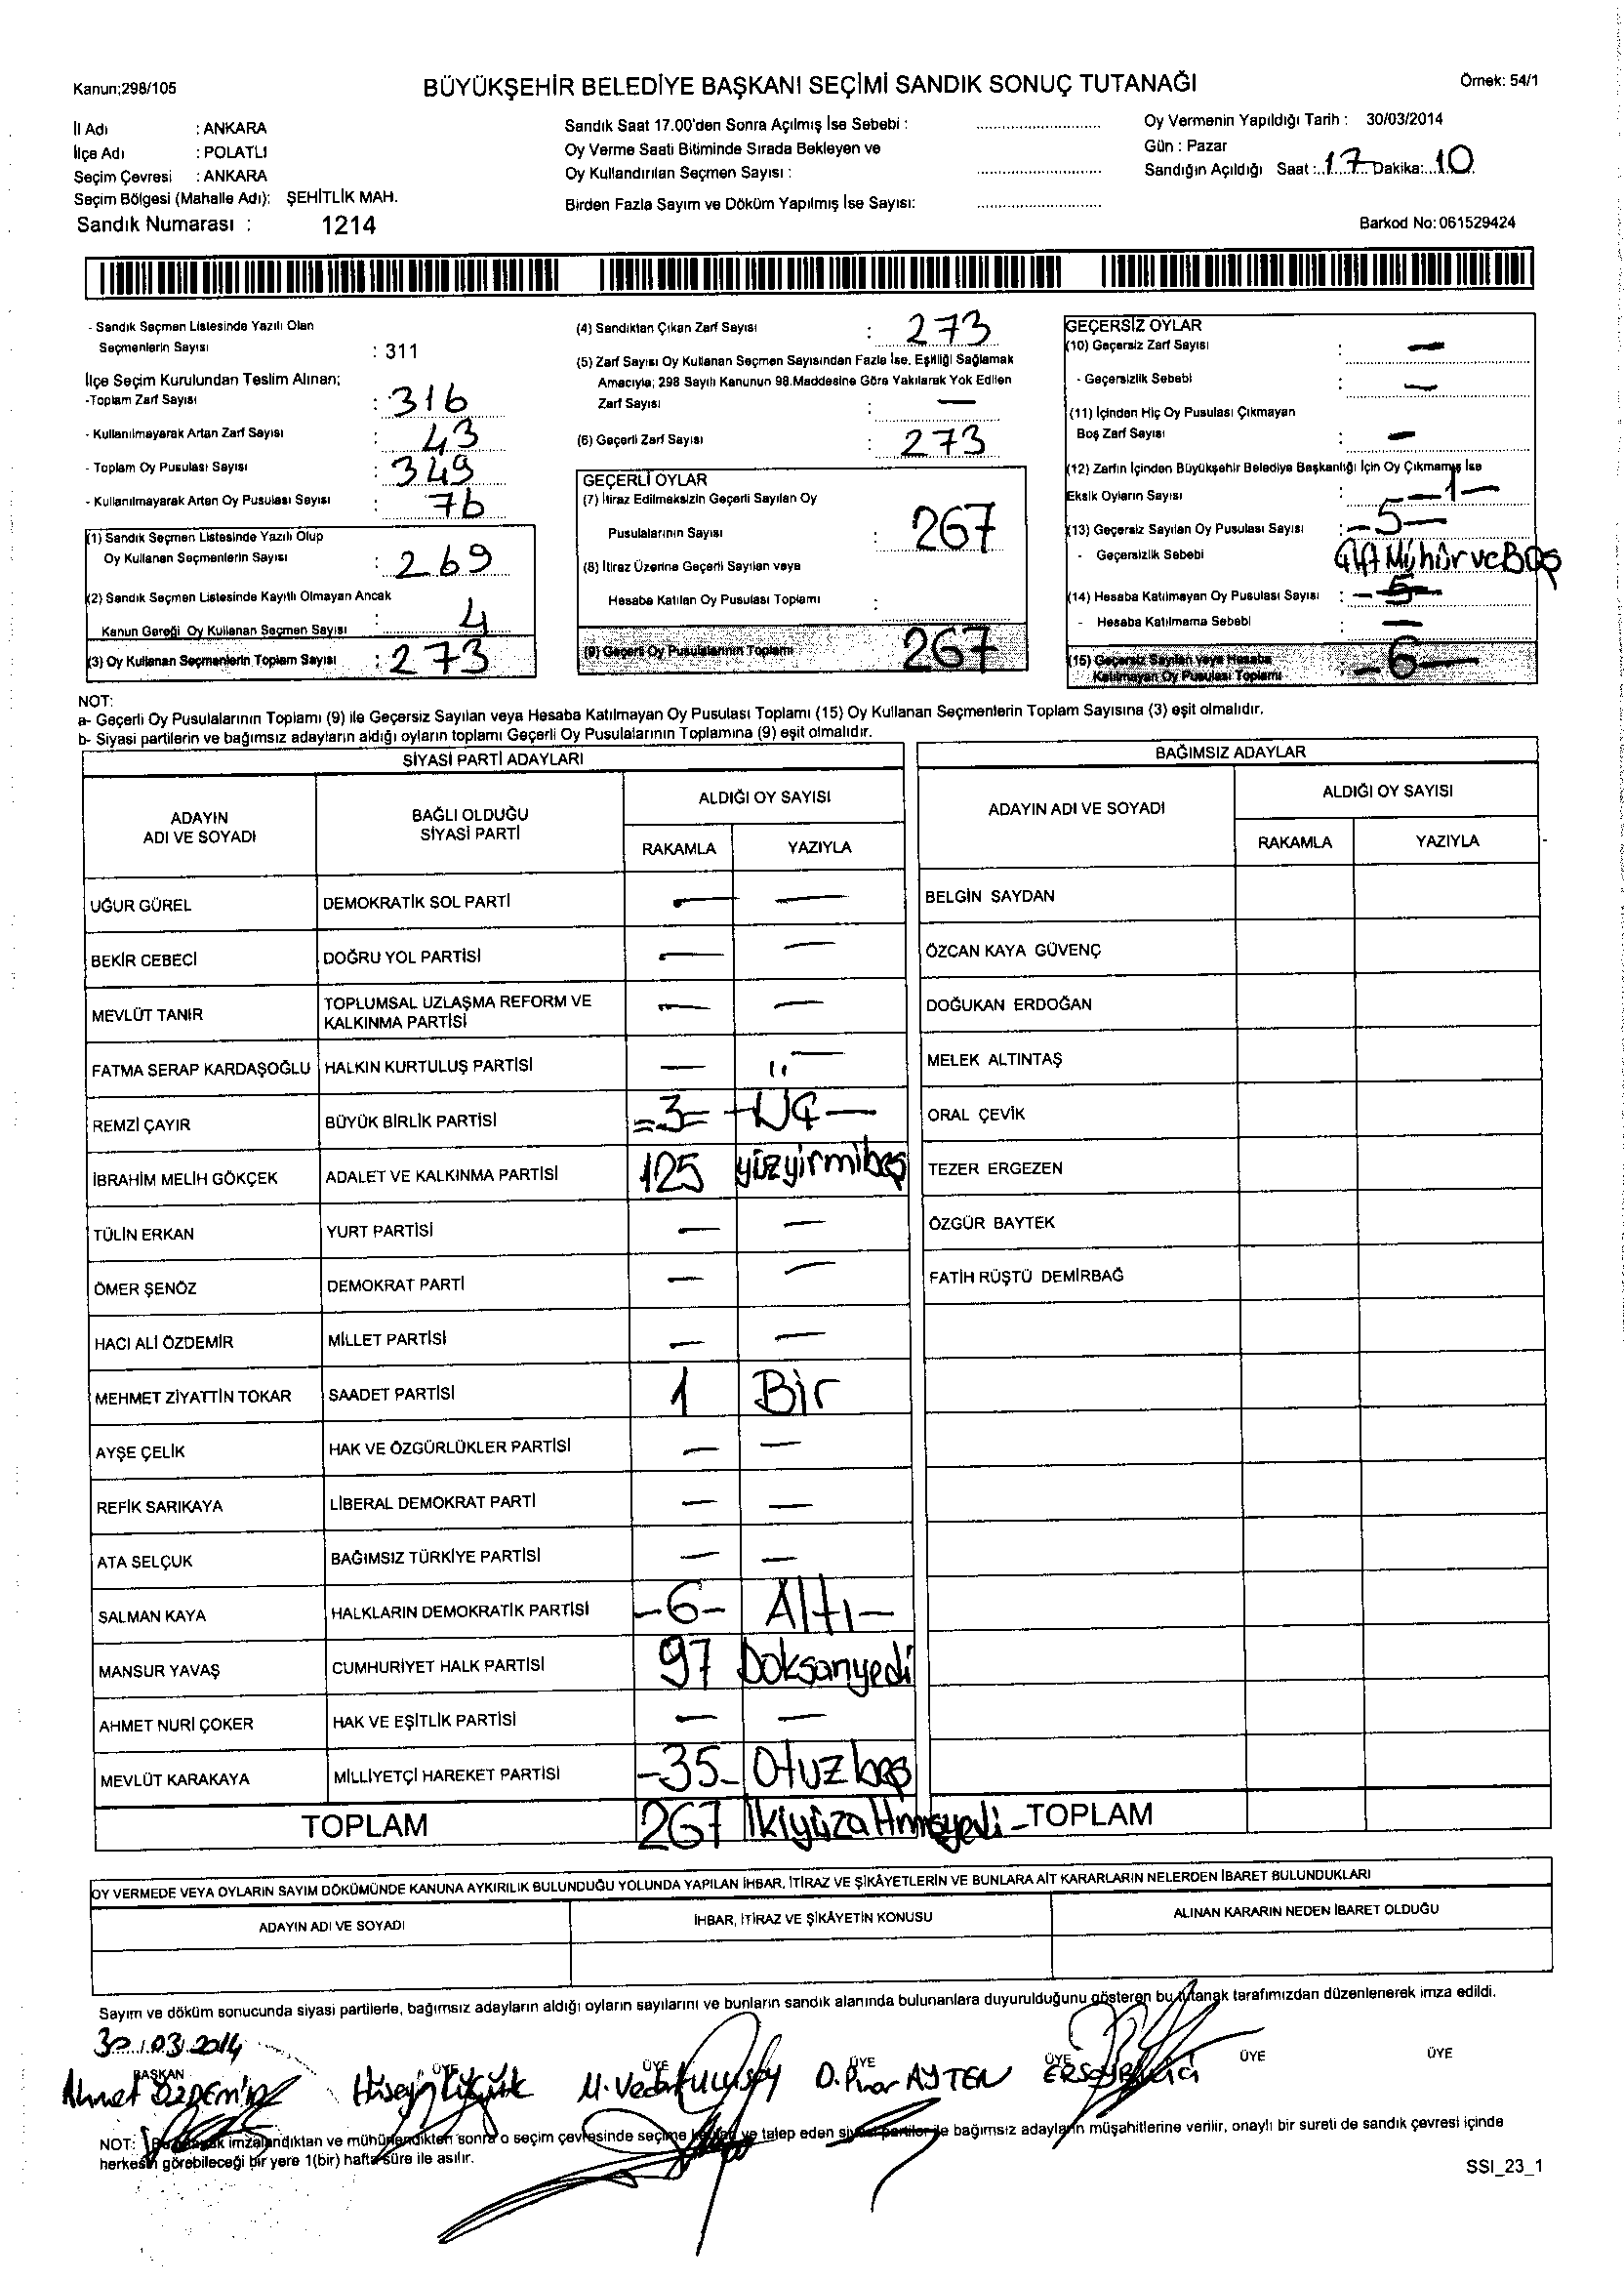 Kanun;298/105
BÜYÜKŞEHİR BELEDİYE BAŞKANI SEÇİMİ SANDIK SONUÇ TUTANAĞI
Örnek: 54/1
İl Adı : ANKARA
İlçe Adı : POLATLI
Seçim Çevresi : ANKARA
Seçim Bölgesi (Mahalle Adı): ŞEHİTLİK MAH.
Sandık Numarası : 1214
Sandık Saat 17.00'den Sonra Açılmış İse Sebebi :
Oy Verme Saati Bitiminde Sırada Bekleyen ve
Oy Kullandırılan Seçmen Sayısı :
Birden Fazla Sayım ve Döküm Yapılmış İse Sayısı:
Oy Vermenin Yapıldığı Tarih : 30/03/2014
Gün : Pazar
Sandığın Açıldığı Saat : 17 Dakika: 10
Barkod No: 061529424
- Sandık Seçmen Listesinde Yazılı Olan
Seçmenlerin Sayısı : 311
İlçe Seçim Kurulundan Teslim Alınan;
-Toplam Zarf Sayısı : 316
- Kullanılmayarak Artan Zarf Sayısı : 43
- Toplam Oy Pusulası Sayısı : 349
- Kullanılmayarak Artan Oy Pusulası Sayısı : 76
(1) Sandık Seçmen Listesinde Yazılı Olup
Oy Kullanan Seçmenlerin Sayısı : 269
(2) Sandık Seçmen Listesinde Kayıtlı Olmayan Ancak
Kanun Gereği Oy Kullanan Seçmen Sayısı : 4
(3) Oy Kullanan Seçmenlerin Toplam Sayısı : 273
(4) Sandıktan Çıkan Zarf Sayısı : 273
(5) Zarf Sayısı Oy Kullanan Seçmen Sayısından Fazla İse, Eşitliği Sağlamak
Amacıyla; 298 Sayılı Kanunun 98.Maddesine Göre Yakılarak Yok Edilen
Zarf Sayısı : —
(6) Geçerli Zarf Sayısı : 273
GEÇERLİ OYLAR
(7) İtiraz Edilmeksizin Geçerli Sayılan Oy
Pusulalarının Sayısı : 267
(8) İtiraz Üzerine Geçerli Sayılan veya
Hesaba Katılan Oy Pusulası Toplamı :
(9) Geçerli Oy Pusulalarının Toplamı 267
GEÇERSİZ OYLAR
(10) Geçersiz Zarf Sayısı : —
- Geçersizlik Sebebi : —
(11) İçinden Hiç Oy Pusulası Çıkmayan
Boş Zarf Sayısı : —
(12) Zarfın İçinden Büyükşehir Belediye Başkanlığı İçin Oy Çıkmamış İse
Eksik Oyların Sayısı : —1—
(13) Geçersiz Sayılan Oy Pusulası Sayısı : —5—
- Geçersizlik Sebebi Mühür ve Boş
(14) Hesaba Katılmayan Oy Pusulası Sayısı : —5—
- Hesaba Katılmama Sebebi : —
(15) Geçersiz Sayılan veya Hesaba
Katılmayan Oy Pusulası Toplamı : —6—
NOT:
a- Geçerli Oy Pusulalarının Toplamı (9) ile Geçersiz Sayılan veya Hesaba Katılmayan Oy Pusulası Toplamı (15) Oy Kullanan Seçmenlerin Toplam Sayısına (3) eşit olmalıdır.
b- Siyasi partilerin ve bağımsız adayların aldığı oyların toplamı Geçerli Oy Pusulalarının Toplamına (9) eşit olmalıdır.
SİYASİ PARTİ ADAYLARI
ADAYIN ADI VE SOYADI
BAĞLI OLDUĞU SİYASİ PARTİ
ALDIĞI OY SAYISI
RAKAMLA YAZIYLA
UĞUR GÜREL DEMOKRATİK SOL PARTİ — —
BEKİR CEBECİ DOĞRU YOL PARTİSİ — —
MEVLÜT TANIR TOPLUMSAL UZLAŞMA REFORM VE KALKINMA PARTİSİ — —
FATMA SERAP KARDAŞOĞLU HALKIN KURTULUŞ PARTİSİ — —
REMZİ ÇAYIR BÜYÜK BİRLİK PARTİSİ =3= —ÜÇ—
İBRAHİM MELİH GÖKÇEK ADALET VE KALKINMA PARTİSİ 125 yüzyirmibeş
TÜLİN ERKAN YURT PARTİSİ — —
ÖMER ŞENÖZ DEMOKRAT PARTİ — —
HACI ALİ ÖZDEMİR MİLLET PARTİSİ — —
MEHMET ZİYATTİN TOKAR SAADET PARTİSİ 1 Bir
AYŞE ÇELİK HAK VE ÖZGÜRLÜKLER PARTİSİ — —
REFİK SARIKAYA LİBERAL DEMOKRAT PARTİ — —
ATA SELÇUK BAĞIMSIZ TÜRKİYE PARTİSİ — —
SALMAN KAYA HALKLARIN DEMOKRATİK PARTİSİ -6- Altı—
MANSUR YAVAŞ CUMHURİYET HALK PARTİSİ 97 Doksanyedi
AHMET NURİ ÇOKER HAK VE EŞİTLİK PARTİSİ — —
MEVLÜT KARAKAYA MİLLİYETÇİ HAREKET PARTİSİ -35- Otuzbeş
TOPLAM 267 İkiyüzaltmışyedi
BAĞIMSIZ ADAYLAR
ADAYIN ADI VE SOYADI
ALDIĞI OY SAYISI
RAKAMLA YAZIYLA
BELGİN SAYDAN
ÖZCAN KAYA GÜVENÇ
DOĞUKAN ERDOĞAN
MELEK ALTINTAŞ
ORAL ÇEVİK
TEZER ERGEZEN
ÖZGÜR BAYTEK
FATİH RÜŞTÜ DEMİRBAĞ
TOPLAM
OY VERMEDE VEYA OYLARIN SAYIM DÖKÜMÜNDE KANUNA AYKIRILIK BULUNDUĞU YOLUNDA YAPILAN İHBAR, İTİRAZ VE ŞİKÂYETLERİN VE BUNLARA AİT KARARLARIN NELERDEN İBARET BULUNDUKLARI
ADAYIN ADI VE SOYADI
İHBAR, İTİRAZ VE ŞİKÂYETİN KONUSU
ALINAN KARARIN NEDEN İBARET OLDUĞU
Sayım ve döküm sonucunda siyasi partilerle, bağımsız adayların aldığı oyların sayılarını ve bunların sandık alanında bulunanlara duyurulduğunu gösteren bu tutanak tarafımızdan düzenlenerek imza edildi.
30.03.2014
BAŞKAN ÜYE ÜYE ÜYE ÜYE ÜYE ÜYE
Ahmet ÖZDEMİR Hüseyin D. Pınar AYTEN
NOT: Bu tutanak imzalandıktan ve mühürlendikten sonra o seçim çevresinde seçime katılan ve talep eden siyasi partiler ile bağımsız adayların müşahitlerine verilir, onaylı bir sureti de sandık çevresi içinde
herkesin görebileceği bir yere 1(bir) hafta süre ile asılır.
SSI_23_1